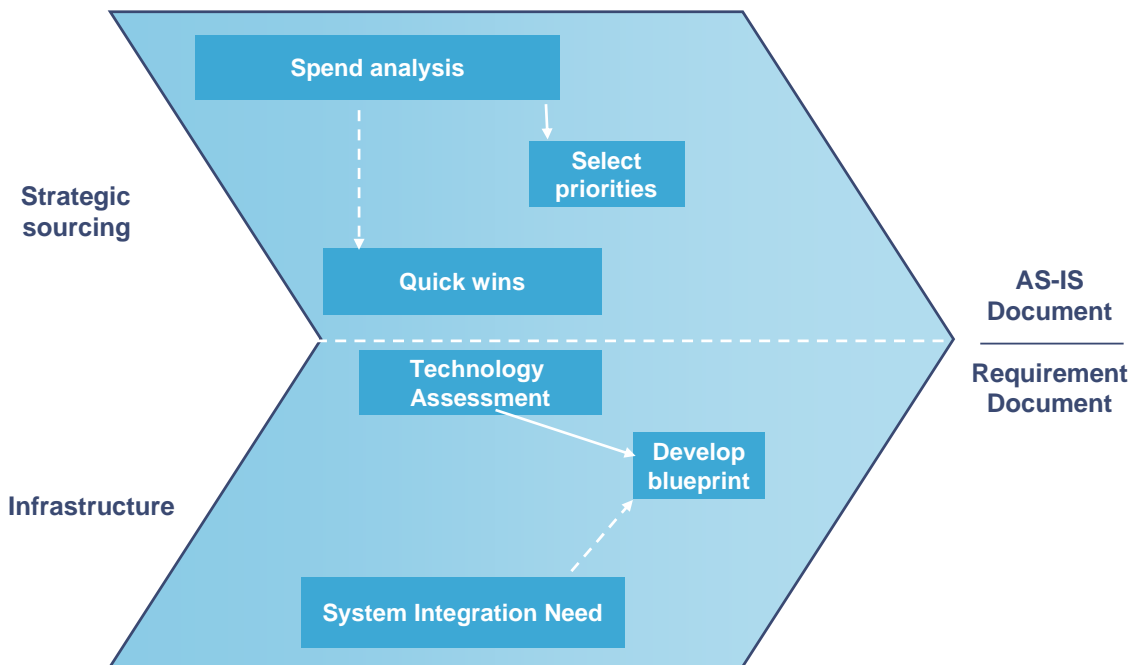 Spend analysis
Select
priorities
Strategic
sourcing
Quick wins
AS-IS
Document
Technology
Assessment
Requirement
Document
Develop
blueprint
Infrastructure
System Integration Need